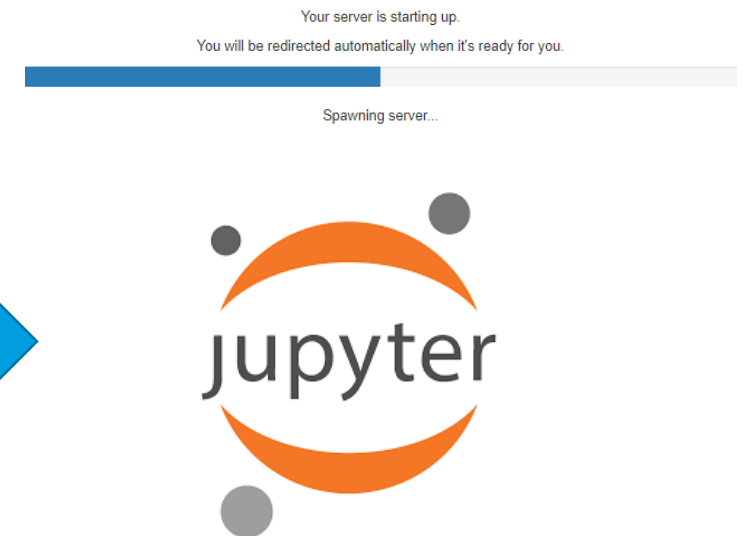 Your server is starting up.
You will be redirected automatically when it's ready for you.
Spawning server...
jupyter